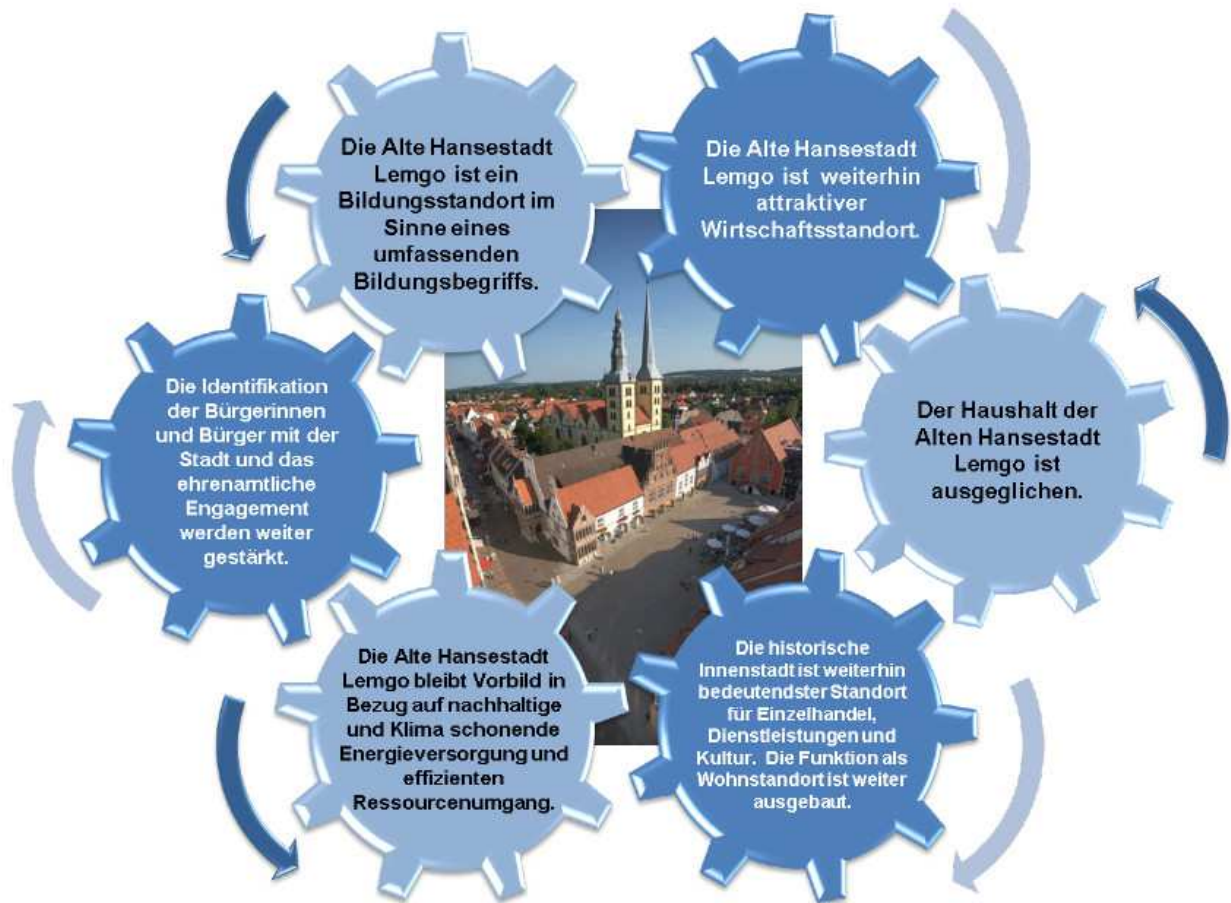 Die Alte Hansestadt
Lemgo ist ein
Bildungsstandort im
Sinne eines
umfassenden
Bildungsbegriffs.
Die Alte Hansestadt
Lemgo ist weiterhin
attraktiver
Wirtschaftsstandort.
Die Identifikation
der Bürgerinnen
und Bürger mit der
Stadt und das
ehrenamtliche
Engagement
werden weiter
gestärkt.
Der Haushalt der
Alten Hansestadt
Lemgo ist
ausgeglichen.
Die Alte Hansestadt
Lemgo bleibt Vorbild in
Bezug auf nachhaltige
und Klima schonende
Energieversorgung und
effizienten
Ressourcenumgang.
Die historische
Innenstadt ist weiterhin
bedeutendster Standort
für Einzelhandel,
Dienstleistungen und
Kultur. Die Funktion als
Wohnstandort ist weiter
ausgebaut.